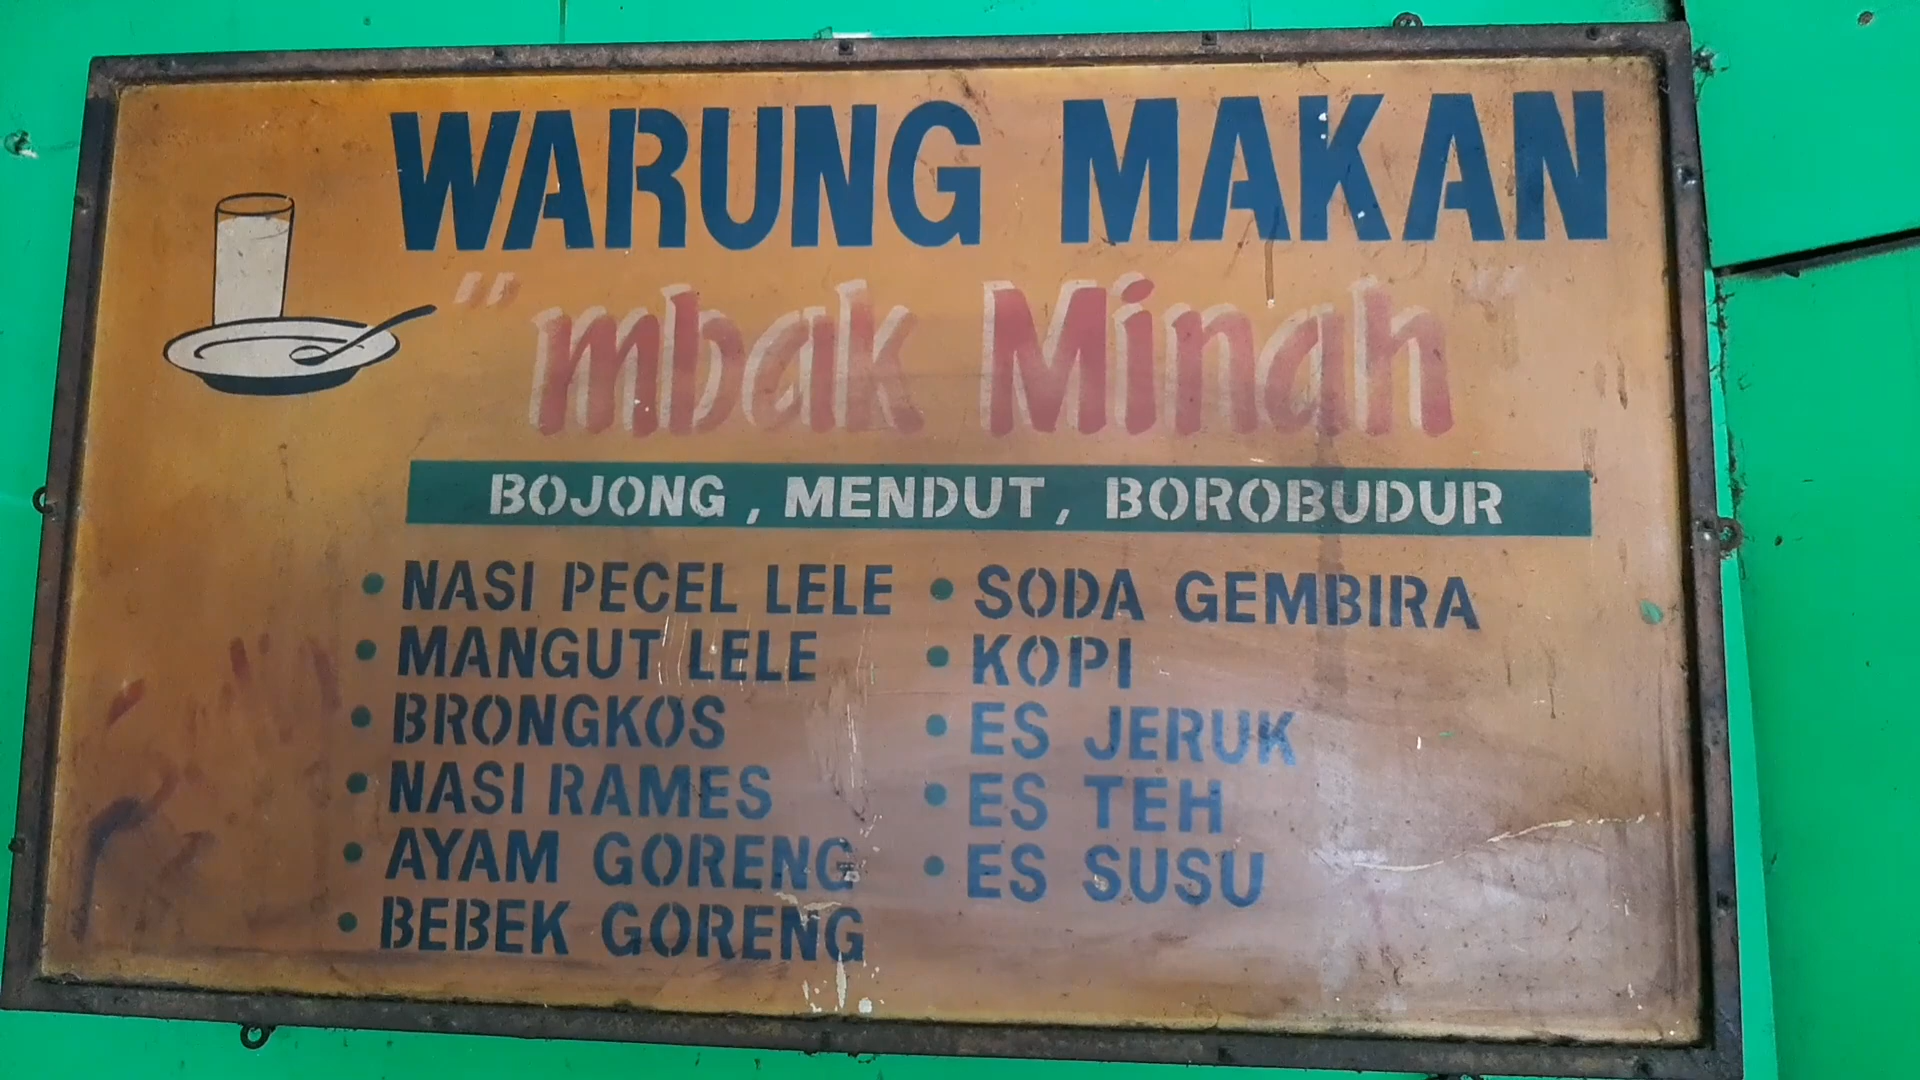 WARUNG MAKAN
"mbak Minah"
BOJONG, MENDUT, BOROBUDUR
• NASI PECEL LELE
• MANGUT LELE
• BRONGKOS
• NASI RAMES
• AYAM GORENG
• BEBEK GORENG
• SODA GEMBIRA
• KOPI
• ES JERUK
• ES TEH
• ES SUSU